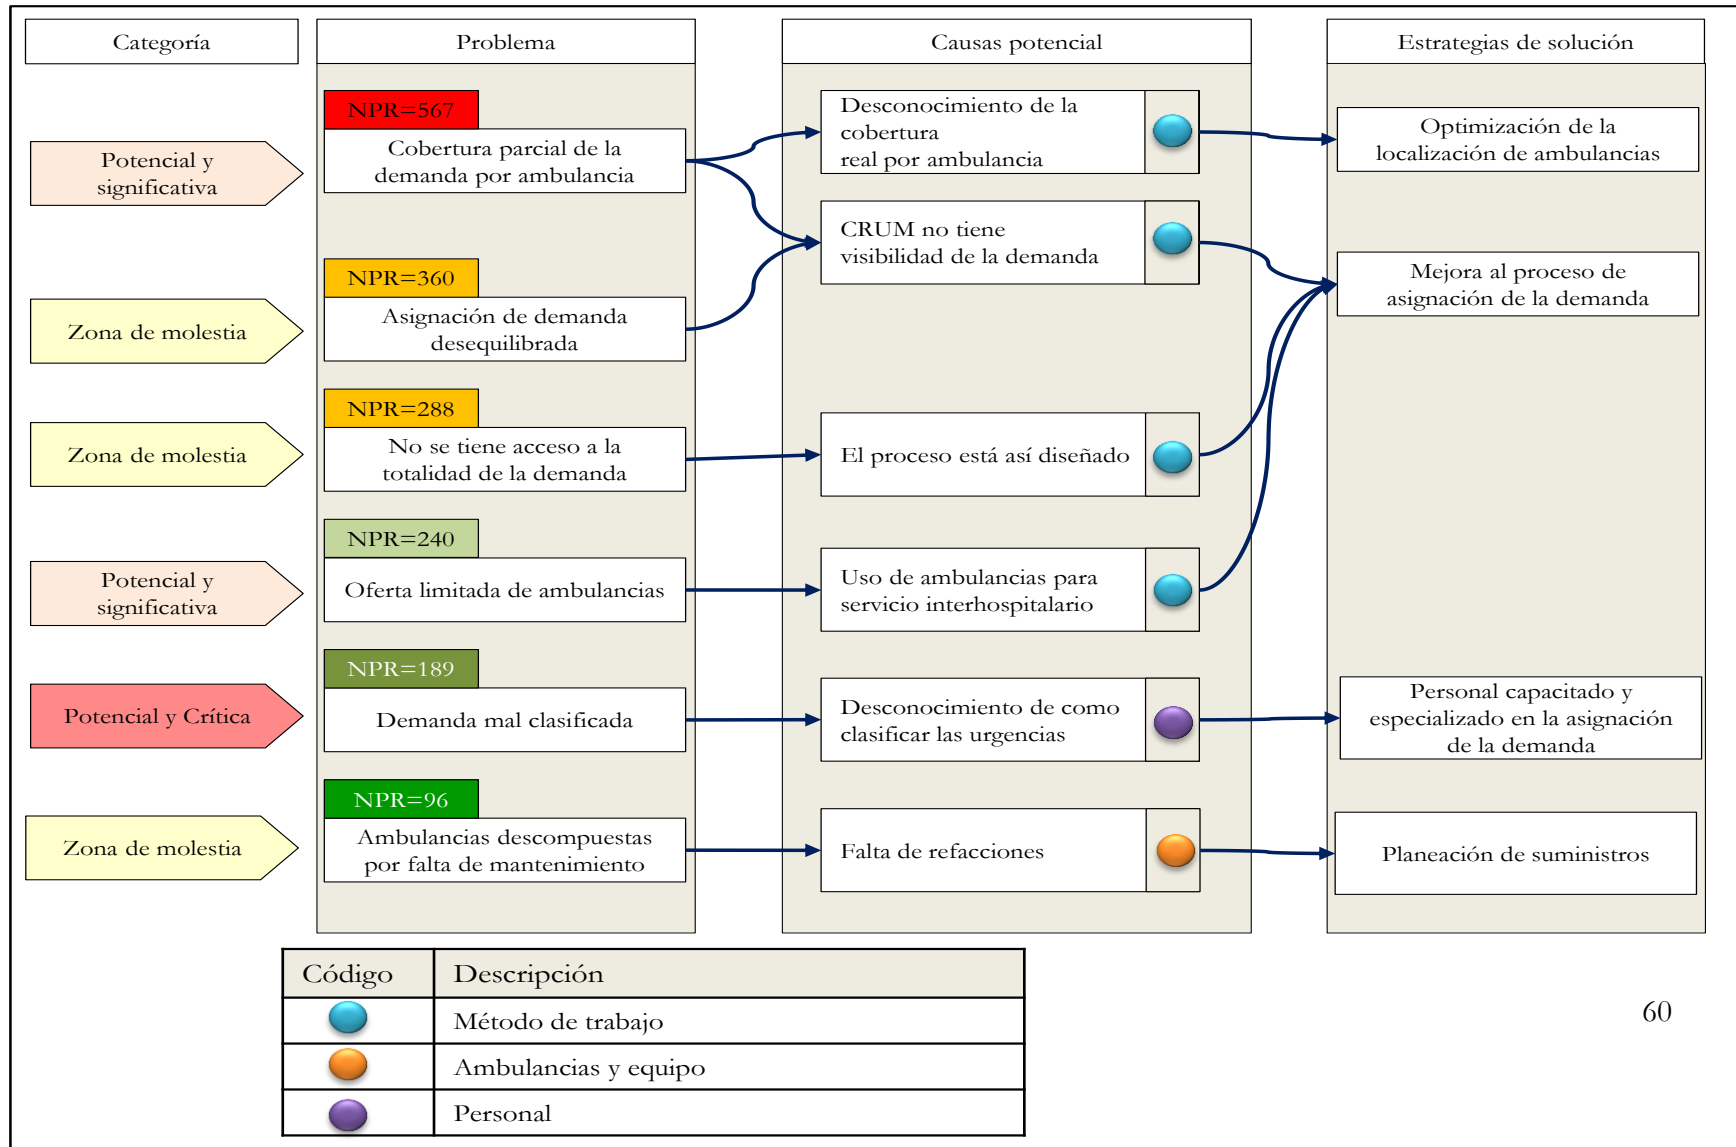 Categoría
Problema
Causas potencial
Estrategias de solución
Potencial y
significativa
NPR=567
Cobertura parcial de la
demanda por ambulancia
Desconocimiento de la
cobertura
real por ambulancia
Optimización de la
localización de ambulancias
CRUM no tiene
visibilidad de la demanda
Mejora al proceso de
asignación de la demanda
Zona de molestia
NPR=360
Asignación de demanda
desequilibrada
Zona de molestia
NPR=288
No se tiene acceso a la
totalidad de la demanda
El proceso está así diseñado
Potencial y
significativa
NPR=240
Oferta limitada de ambulancias
Uso de ambulancias para
servicio interhospitalario
Potencial y Crítica
NPR=189
Demanda mal clasificada
Desconocimiento de como
clasificar las urgencias
Personal capacitado y
especializado en la asignación
de la demanda
Zona de molestia
NPR=96
Ambulancias descompuestas
por falta de mantenimiento
Falta de refacciones
Planeación de suministros
Código
Descripción
Método de trabajo
Ambulancias y equipo
Personal
60